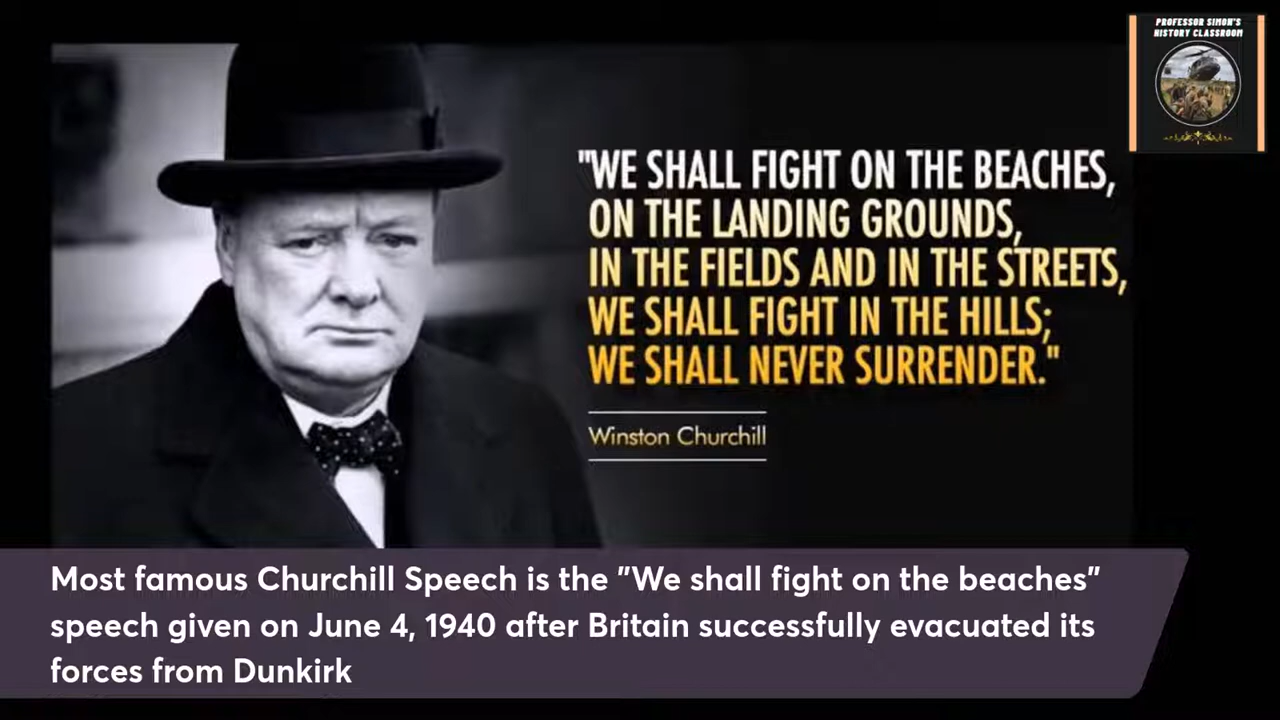 PROFESSOR SIMON'S
HISTORY CLASSROOM
"WE SHALL FIGHT ON THE BEACHES,
ON THE LANDING GROUNDS,
IN THE FIELDS AND IN THE STREETS,
WE SHALL FIGHT IN THE HILLS;
WE SHALL NEVER SURRENDER."
Winston Churchill
Most famous Churchill Speech is the "We shall fight on the beaches"
speech given on June 4, 1940 after Britain successfully evacuated its
forces from Dunkirk